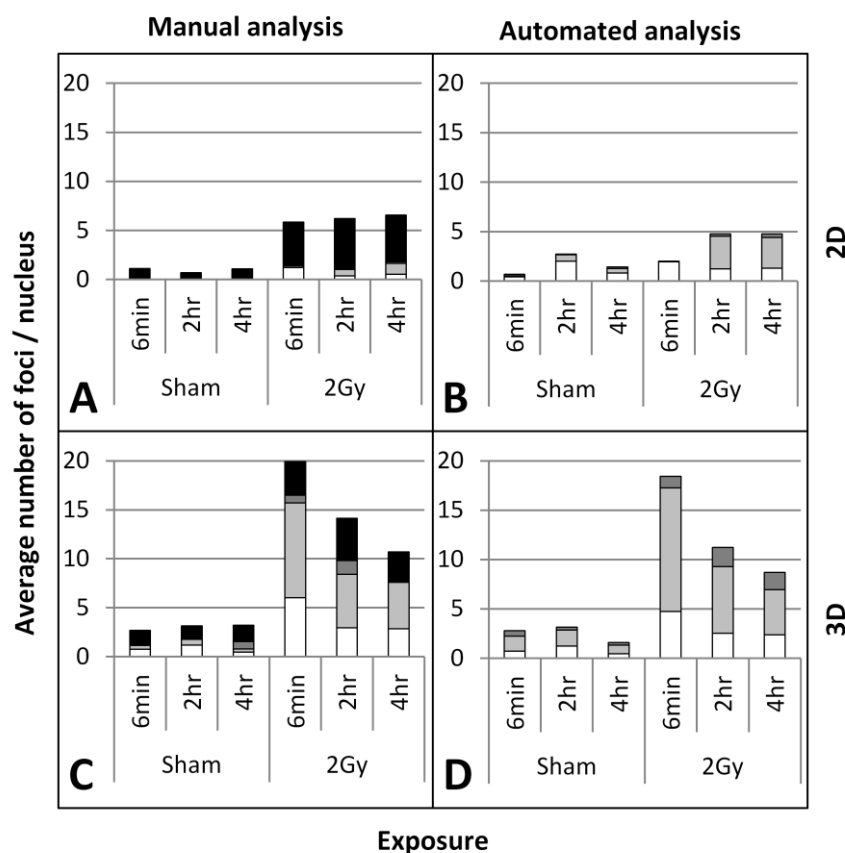 Manual analysis
Automated analysis
Average number of foci / nucleus
20
15
10
5
0
6min
2hr
4hr
6min
2hr
4hr
Sham
2Gy
A
20
15
10
5
0
6min
2hr
4hr
6min
2hr
4hr
Sham
2Gy
B
2D
20
15
10
5
0
6min
2hr
4hr
6min
2hr
4hr
Sham
2Gy
C
20
15
10
5
0
6min
2hr
4hr
6min
2hr
4hr
Sham
2Gy
D
3D
Exposure